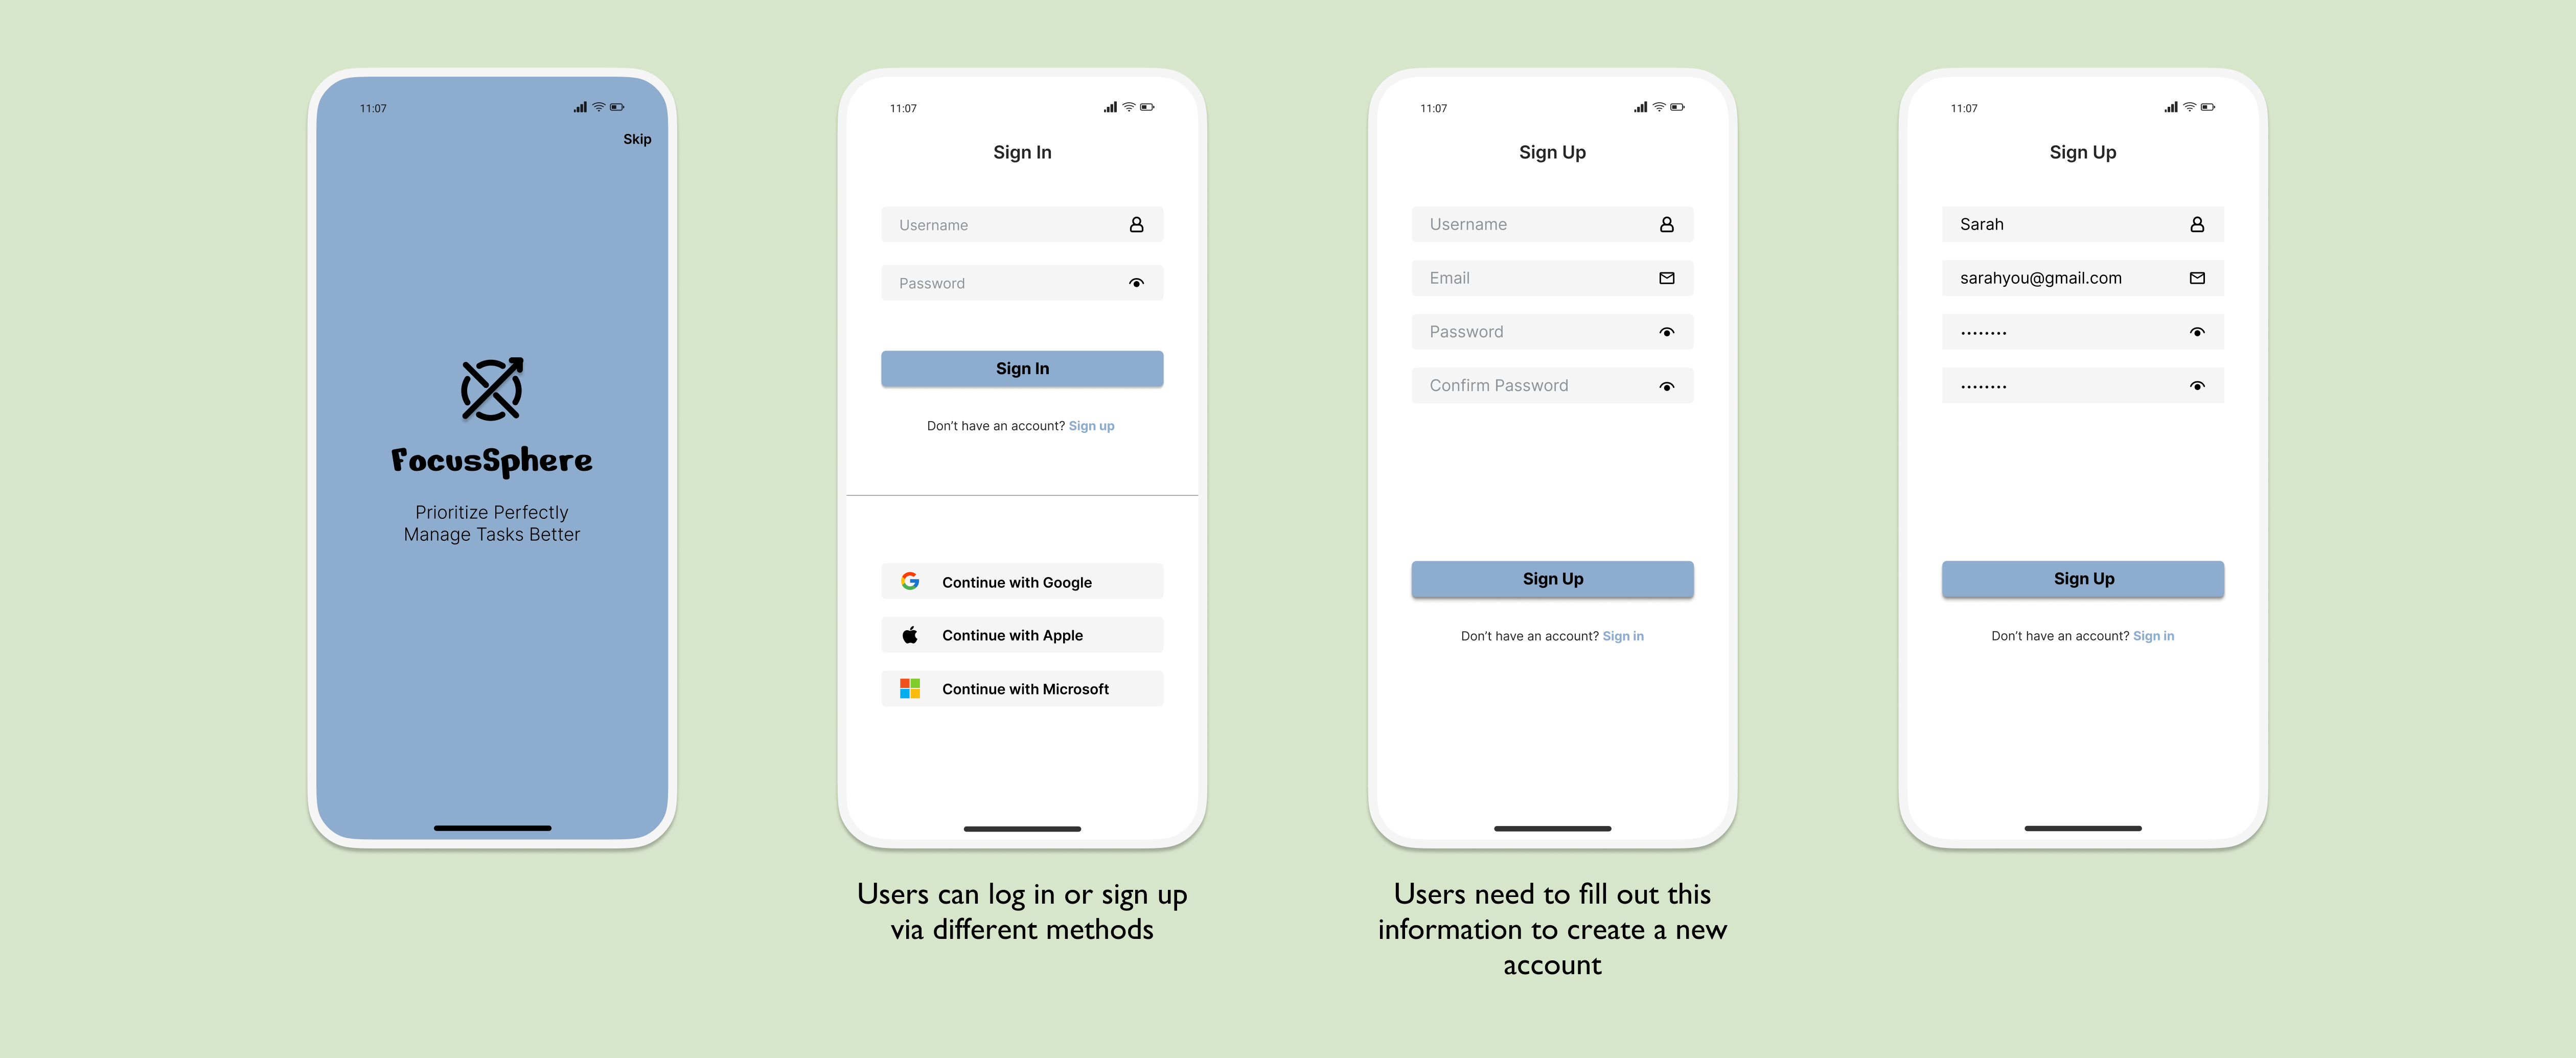 11:07
Skip
FocusSphere
Prioritize Perfectly
Manage Tasks Better
11:07
Sign In
Username
Password
Sign In
Don’t have an account? Sign up
Continue with Google
Continue with Apple
Continue with Microsoft
Users can log in or sign up
via different methods
11:07
Sign Up
Username
Email
Password
Confirm Password
Sign Up
Don’t have an account? Sign in
Users need to fill out this
information to create a new
account
11:07
Sign Up
Sarah
sarahyou@gmail.com
........
........
Sign Up
Don’t have an account? Sign in